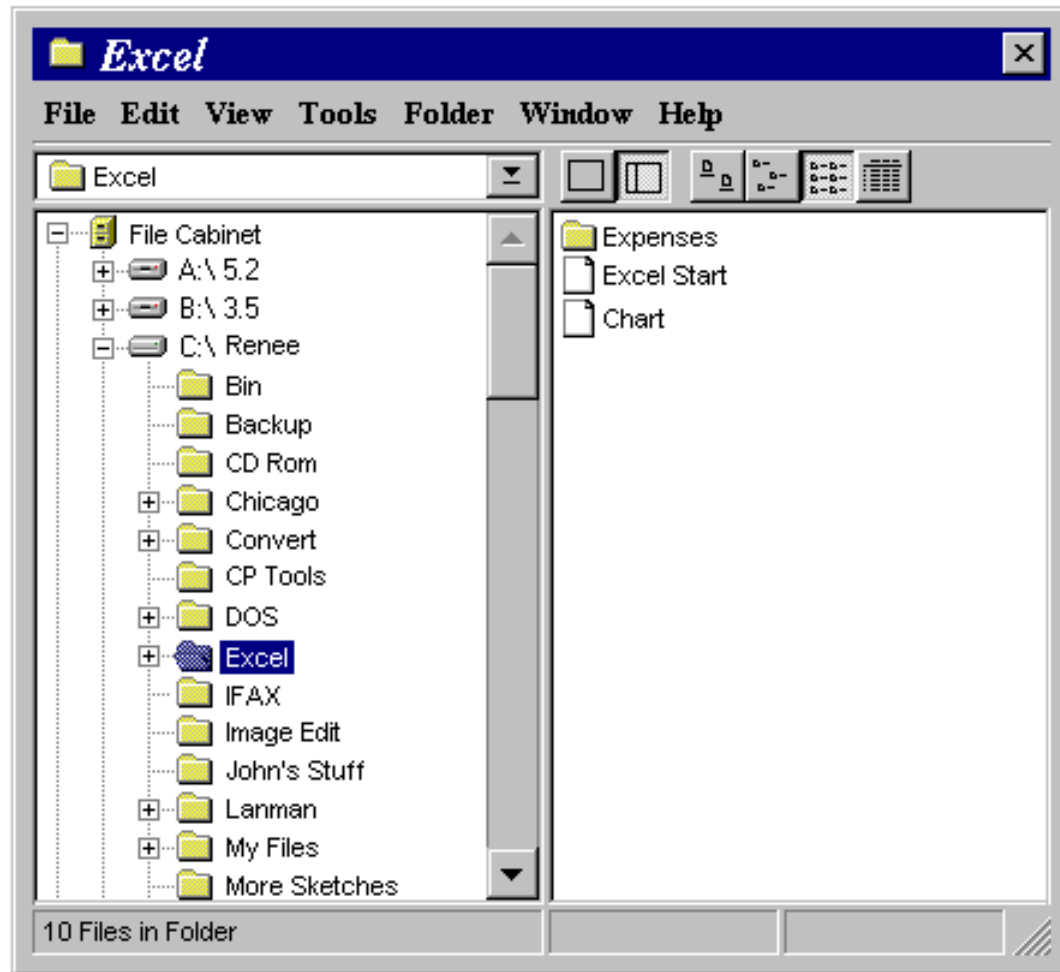 Excel
File Edit View Tools Folder Window Help
Excel
File Cabinet
A:\ 5.2
B:\ 3.5
C:\ Renee
Bin
Backup
CD Rom
Chicago
Convert
CP Tools
DOS
Excel
IFAX
Image Edit
John's Stuff
Lanman
My Files
More Sketches
Expenses
Excel Start
Chart
10 Files in Folder